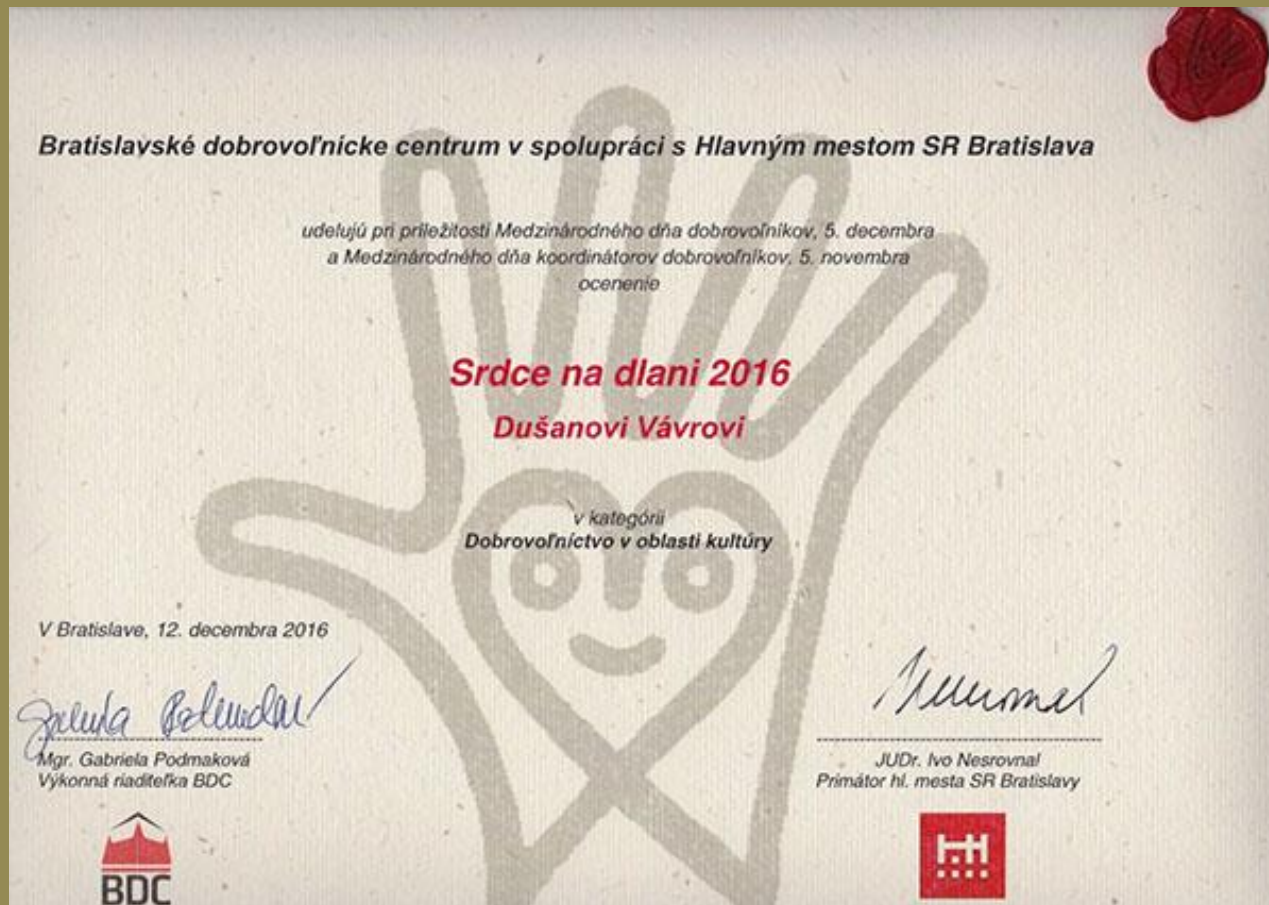 Bratislavské dobrovoľnícke centrum v spolupráci s Hlavným mestom SR Bratislava
udelujú pri príležitosti Medzinárodného dňa dobrovoľníkov, 5. decembra
a Medzinárodného dňa koordinátorov dobrovoľníkov, 5. novembra
ocenenie
Srdce na dlani 2016
Dušanovi Vávrovi
v kategórii
Dobrovoľníctvo v oblasti kultúry
V Bratislave, 12. decembra 2016
Mgr. Gabriela Podmaková
Výkonná riaditeľka BDC
JUDr. Ivo Nesrovnal
Primátor hl. mesta SR Bratislavy
BDC